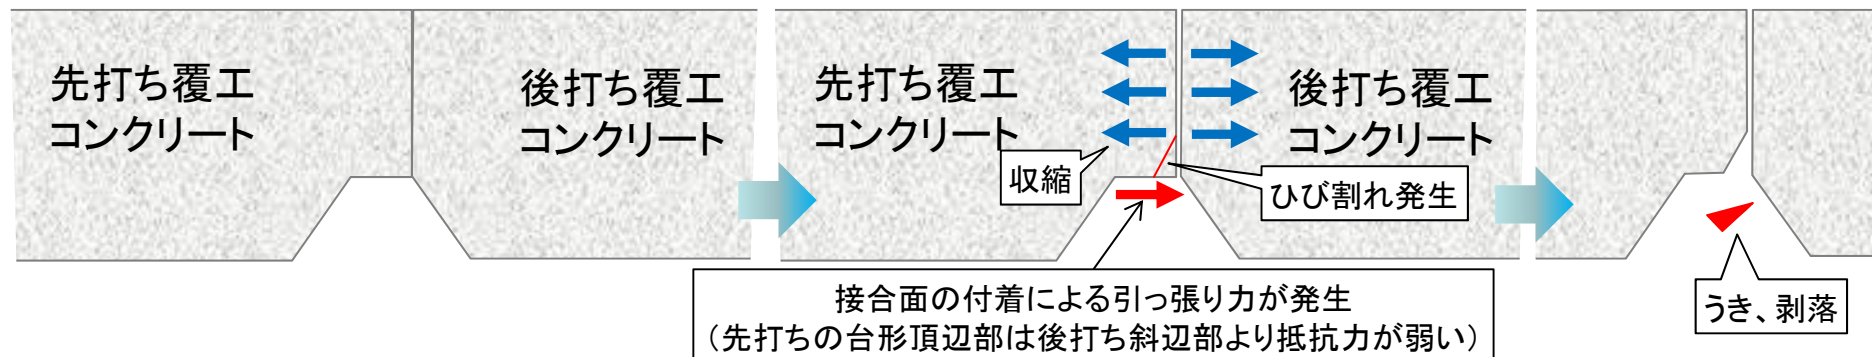 先打ち覆工
コンクリート
後打ち覆工
コンクリート
先打ち覆工
コンクリート
後打ち覆工
コンクリート
収縮
ひび割れ発生
接合面の付着による引っ張り力が発生
（先打ちの台形頂辺部は後打ち斜辺部より抵抗力が弱い）
うき、剥落